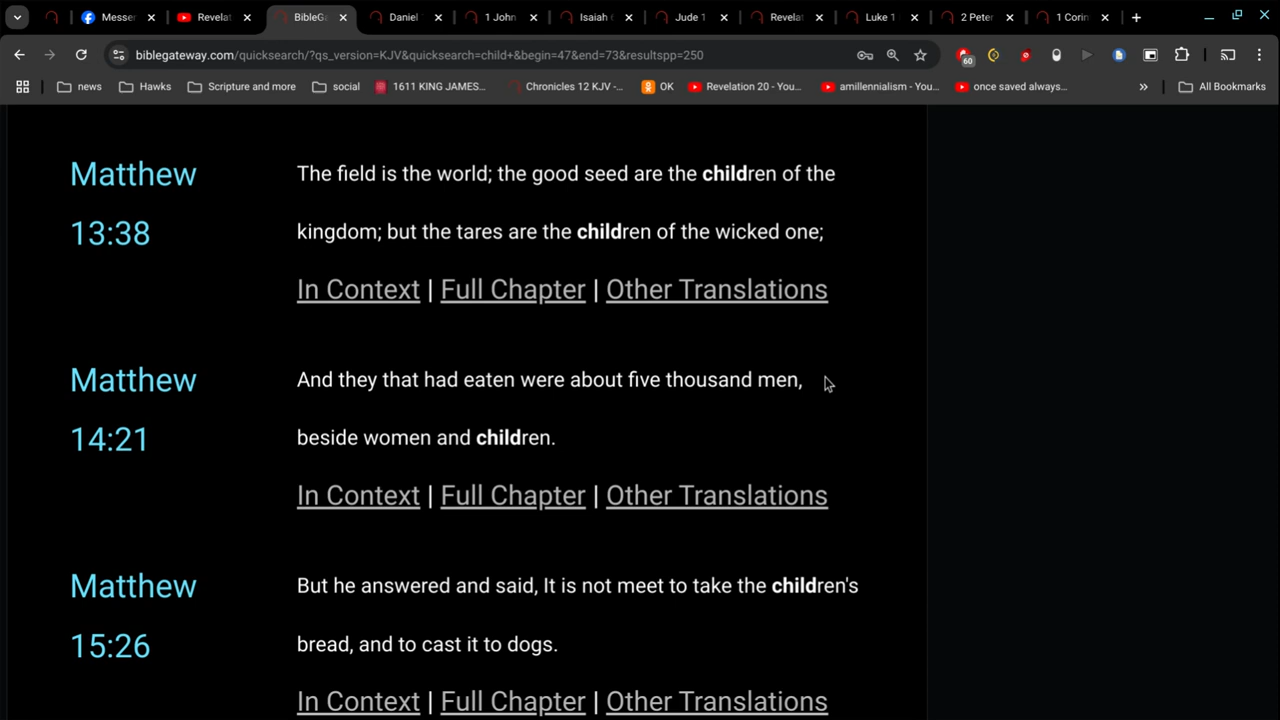 Messer
Revelat
BibleGa
Daniel
1 John
Isaiah
Jude 1
Revelat
Luke 1
2 Peter
1 Corin
biblegateway.com/quicksearch/?qs_version=KJV&quicksearch=child+&begin=47&end=73&resultspp=250
60
news
Hawks
Scripture and more
social
1611 KING JAMES...
Chronicles 12 KJV -...
OK
Revelation 20 - You...
amillennialism - You...
once saved always...
»
All Bookmarks
Matthew
13:38
The field is the world; the good seed are the children of the
kingdom; but the tares are the children of the wicked one;
In Context | Full Chapter | Other Translations
Matthew
14:21
And they that had eaten were about five thousand men,
beside women and children.
In Context | Full Chapter | Other Translations
Matthew
15:26
But he answered and said, It is not meet to take the children's
bread, and to cast it to dogs.
In Context | Full Chapter | Other Translations